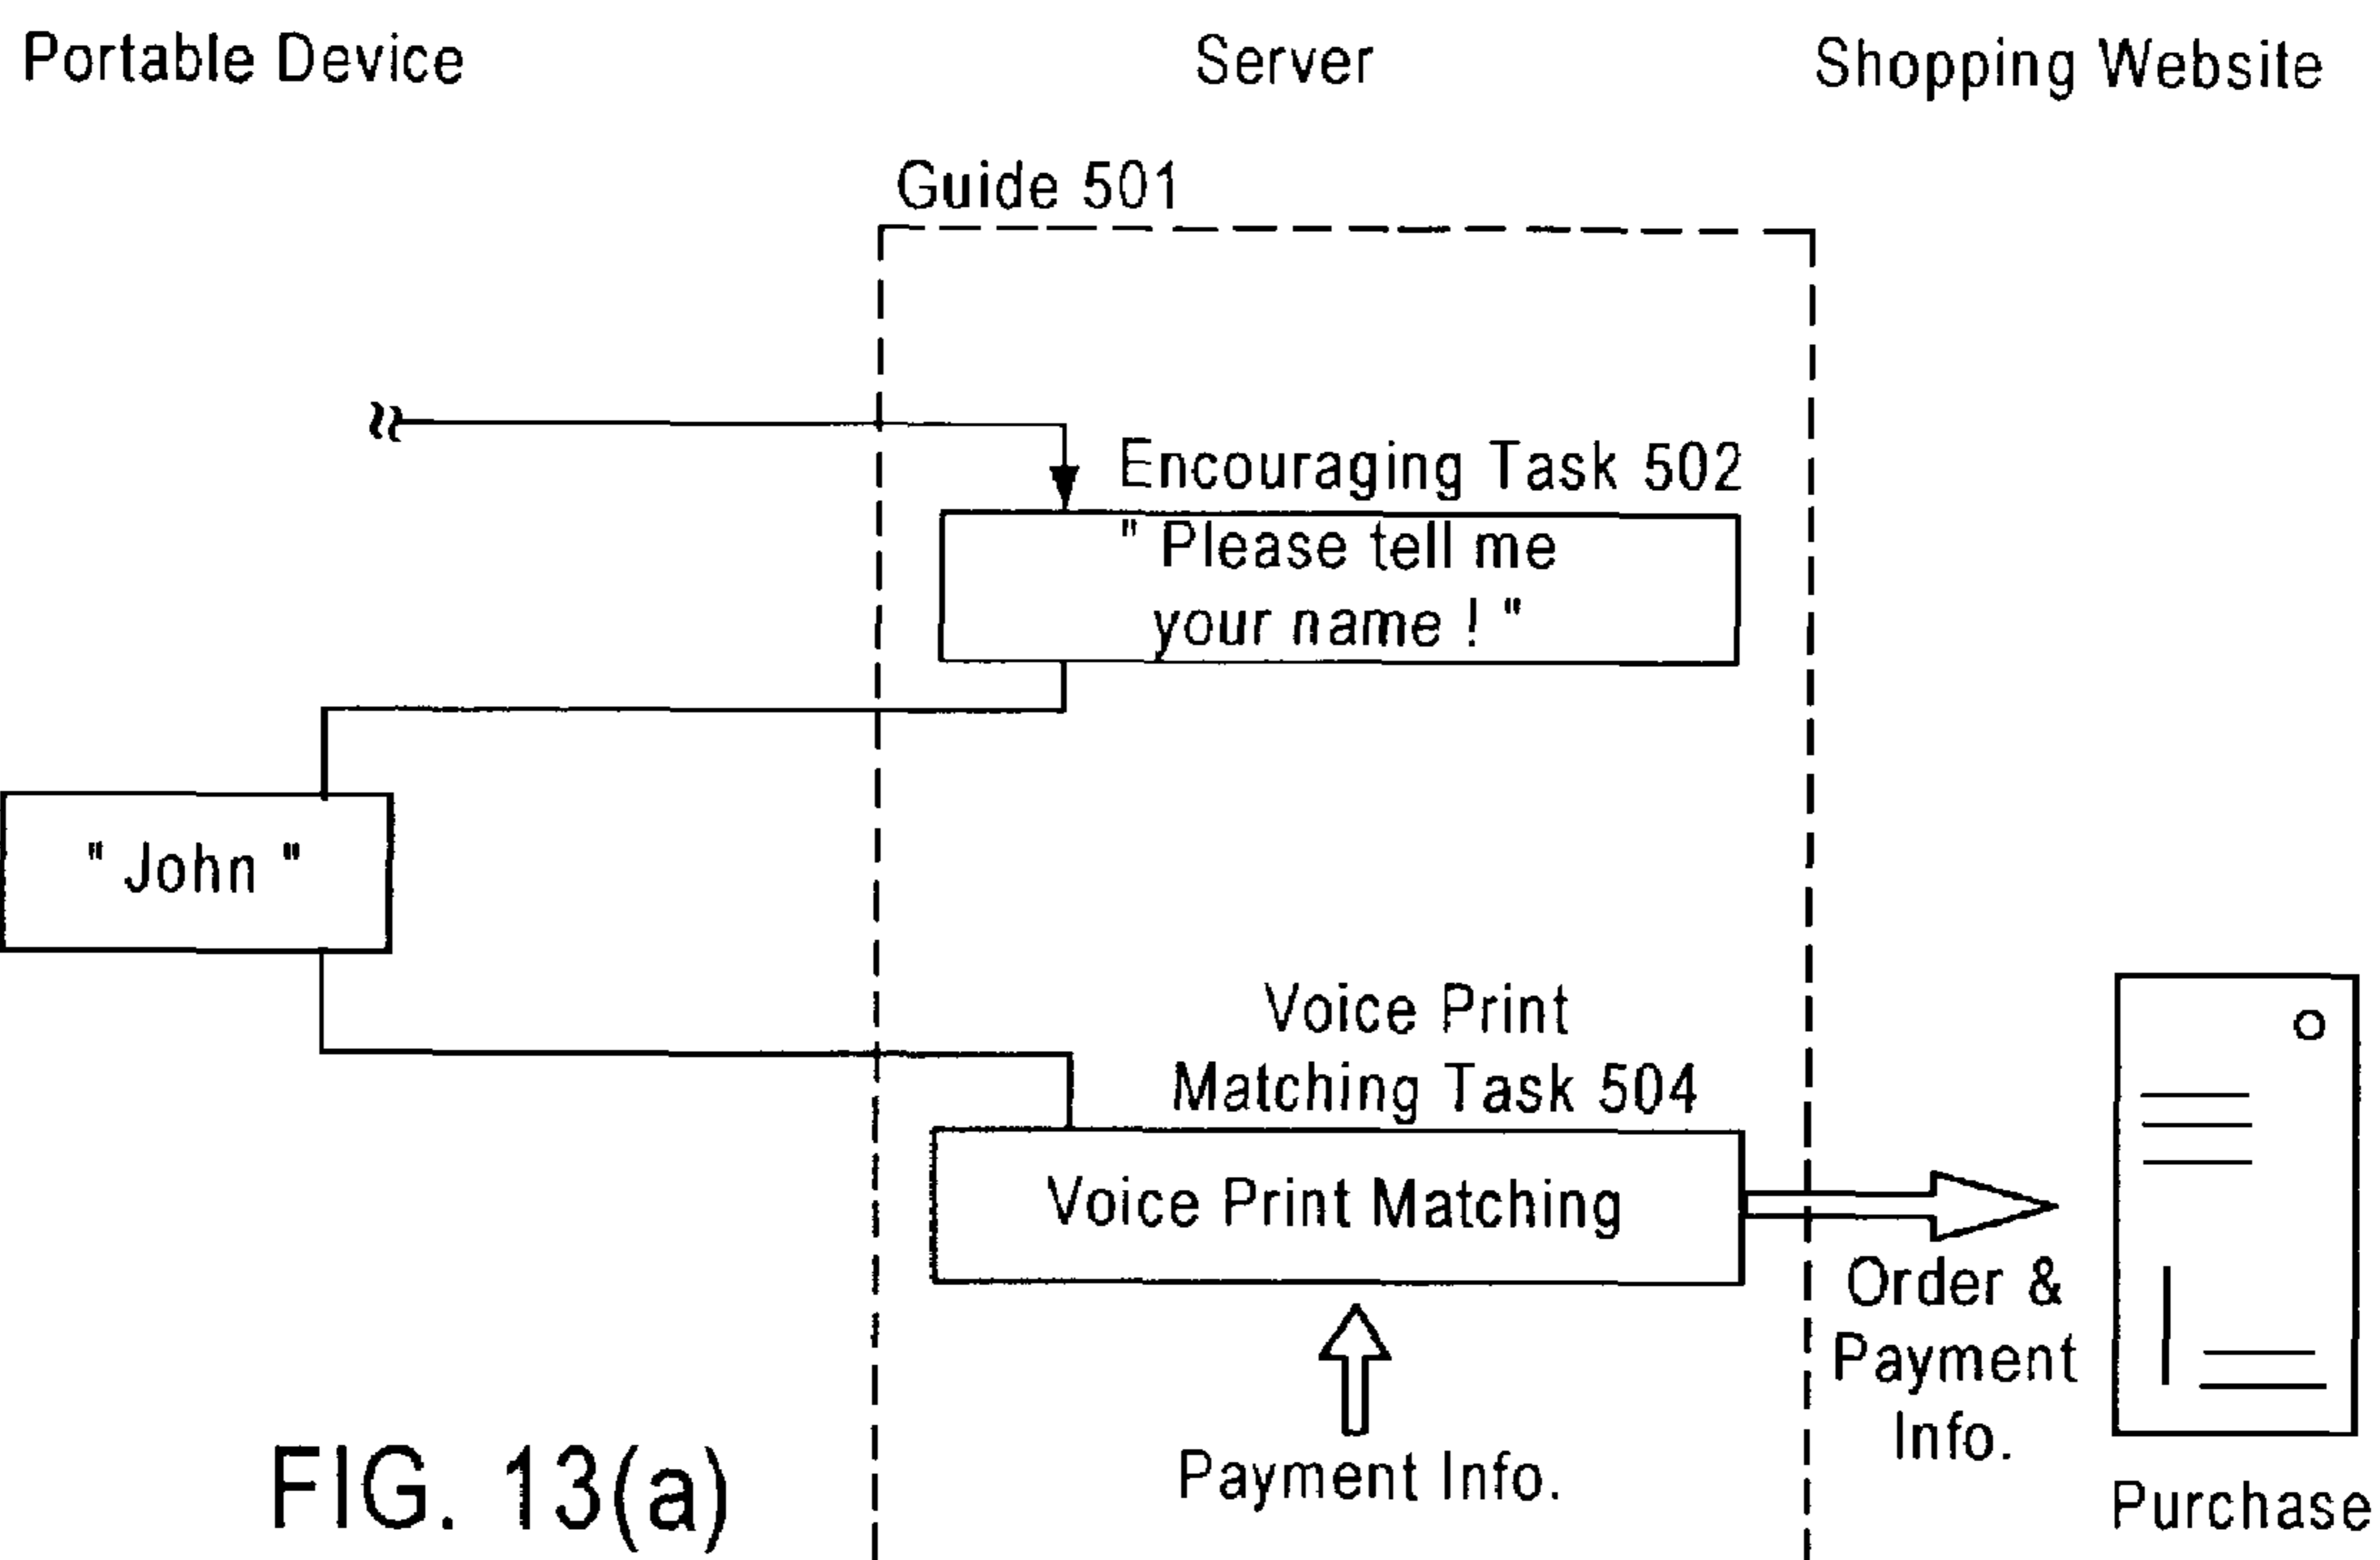 Portable Device
Server
Shopping Website
Guide 501
Encouraging Task 502
" Please tell me
your name ! "
" John "
Voice Print
Matching Task 504
Voice Print Matching
Order &
Payment
Info.
Payment Info.
Purchase
FIG. 13(a)